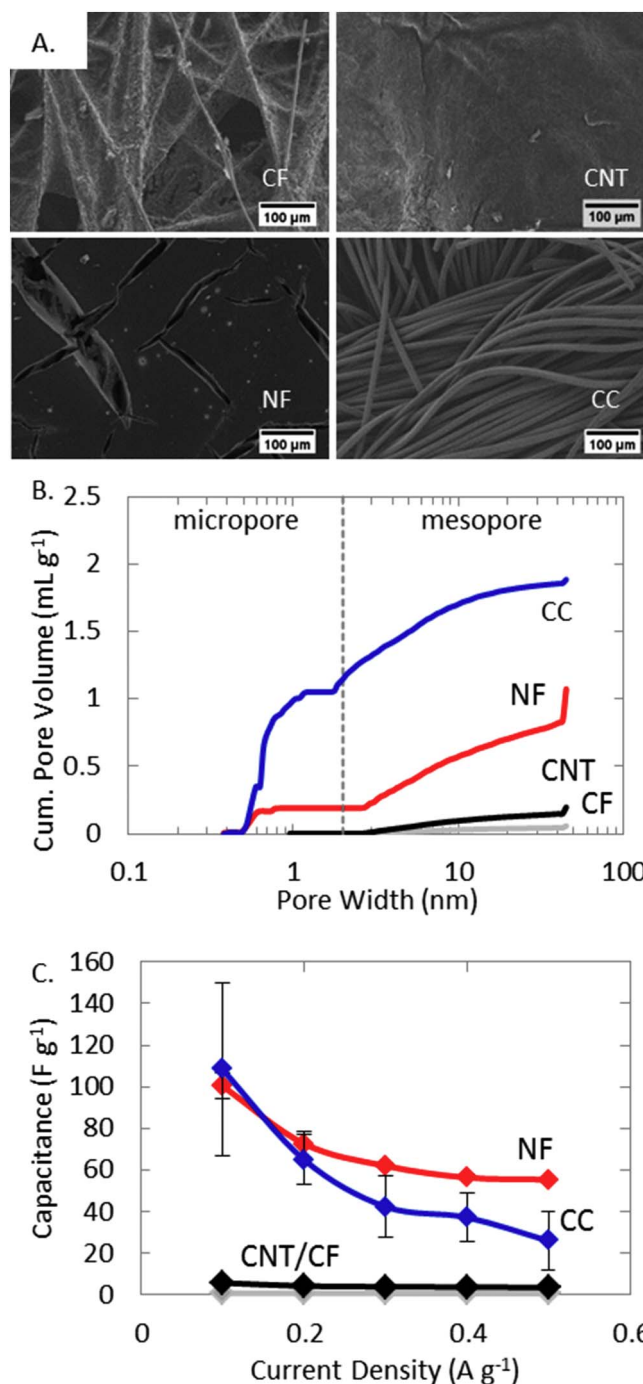 A.
CF
100 µm
CNT
100 µm
NF
100 µm
CC
100 µm
B.
2.5
2
1.5
1
0.5
0
Cum. Pore Volume (mL g⁻¹)
micropore
mesopore
CC
NF
CNT
CF
0.1
1
10
100
Pore Width (nm)
C.
160
140
120
100
80
60
40
20
0
Capacitance (F g⁻¹)
NF
CC
CNT/CF
0
0.2
0.4
0.6
Current Density (A g⁻¹)